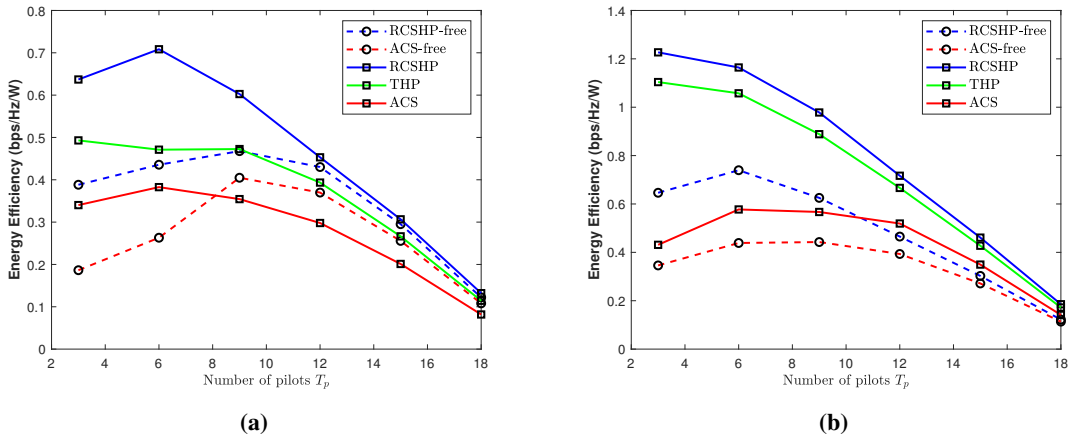 0.8
0.7
0.6
0.5
0.4
0.3
0.2
0.1
0
Energy Efficiency (bps/Hz/W)
2 4 6 8 10 12 14 16 18
Number of pilots T_p
RCSHP-free
ACS-free
RCSHP
THP
ACS
(a)
1.4
1.2
1
0.8
0.6
0.4
0.2
0
Energy Efficiency (bps/Hz/W)
2 4 6 8 10 12 14 16 18
Number of pilots T_p
RCSHP-free
ACS-free
RCSHP
THP
ACS
(b)